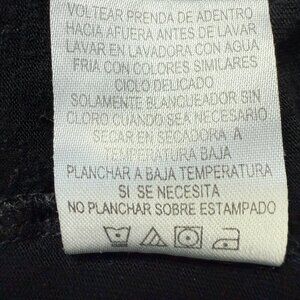 VOLTEAR PRENDA DE ADENTRO
HACIA AFUERA ANTES DE LAVAR
LAVAR EN LAVADORA CON AGUA
FRIA CON COLORES SIMILARES
CICLO DELICADO
SOLAMENTE BLANQUEADOR SIN
CLORO CUANDO SEA NECESARIO
SECAR EN SECADORA A
TEMPERATURA BAJA
PLANCHAR A BAJA TEMPERATURA
SI SE NECESITA
NO PLANCHAR SOBRE ESTAMPADO